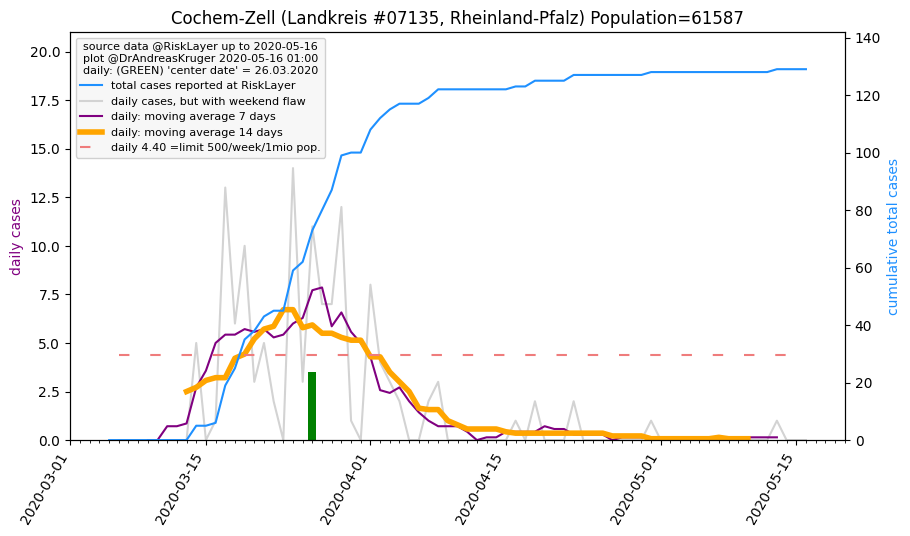 Cochem-Zell (Landkreis #07135, Rheinland-Pfalz) Population=61587
source data @RiskLayer up to 2020-05-16
plot @DrAndreasKruger 2020-05-16 01:00
daily: (GREEN) 'center date' = 26.03.2020
total cases reported at RiskLayer
daily cases, but with weekend flaw
daily: moving average 7 days
daily: moving average 14 days
daily 4.40 =limit 500/week/1mio pop.
daily cases
20.0
17.5
15.0
12.5
10.0
7.5
5.0
2.5
0.0
cumulative total cases
140
120
100
80
60
40
20
0
2020-03-01
2020-03-15
2020-04-01
2020-04-15
2020-05-01
2020-05-15